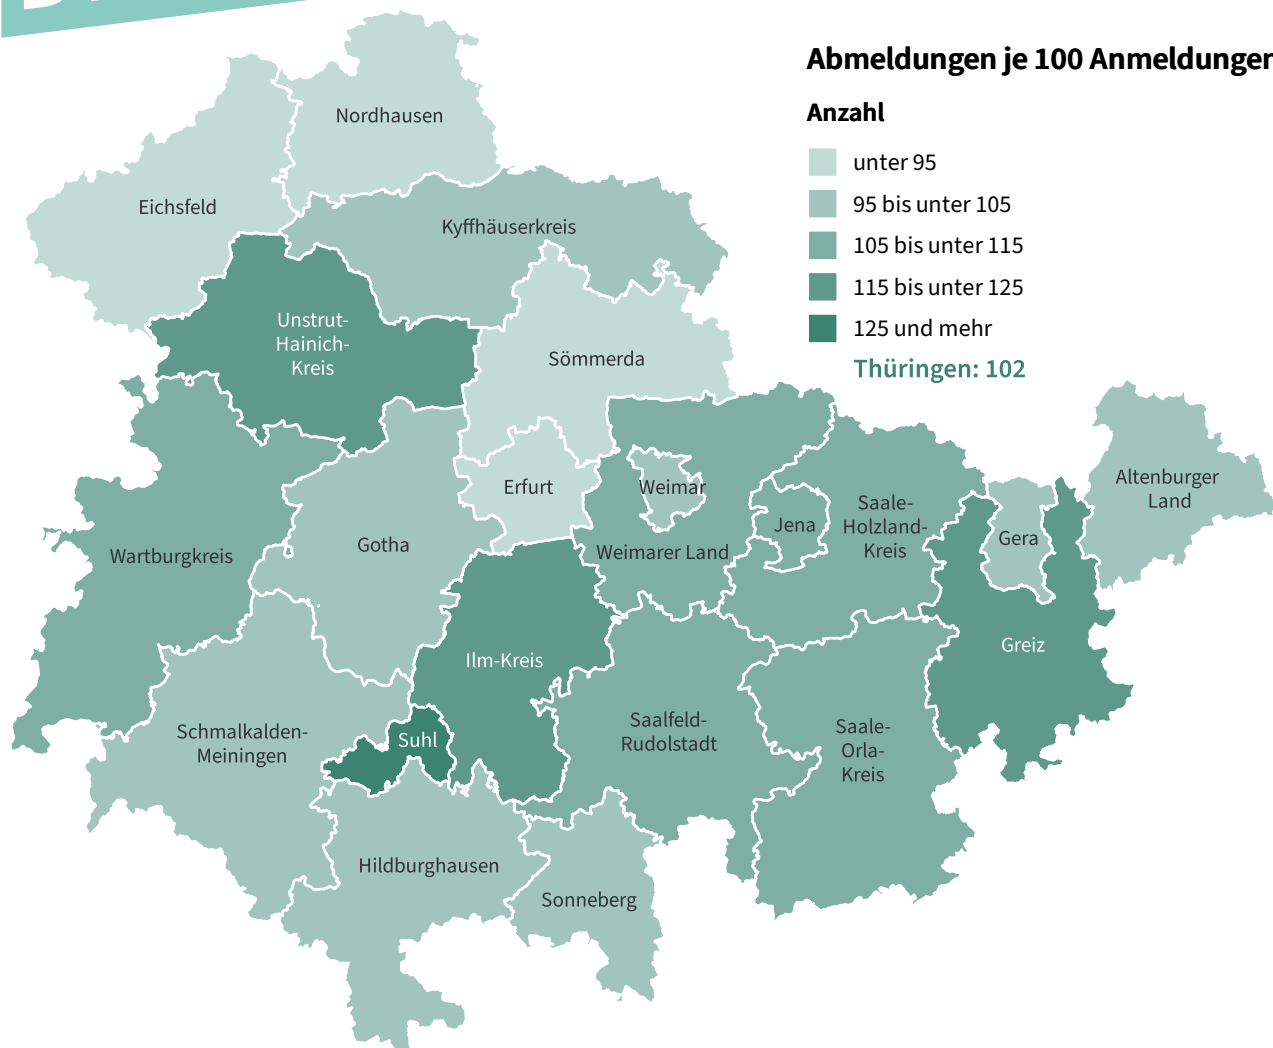 Abmeldungen je 100 Anmeldungen
Anzahl
unter 95
95 bis unter 105
105 bis unter 115
115 bis unter 125
125 und mehr
Thüringen: 102
Nordhausen
Eichsfeld
Kyffhäuserkreis
Unstrut-
Hainich-
Kreis
Sömmerda
Erfurt
Weimar
Weimarer Land
Jena
Saale-
Holzland-
Kreis
Gera
Altenburger
Land
Wartburgkreis
Gotha
Ilm-Kreis
Greiz
Schmalkalden-
Meiningen
Suhl
Saalfeld-
Rudolstadt
Saale-
Orla-
Kreis
Hildburghausen
Sonneberg